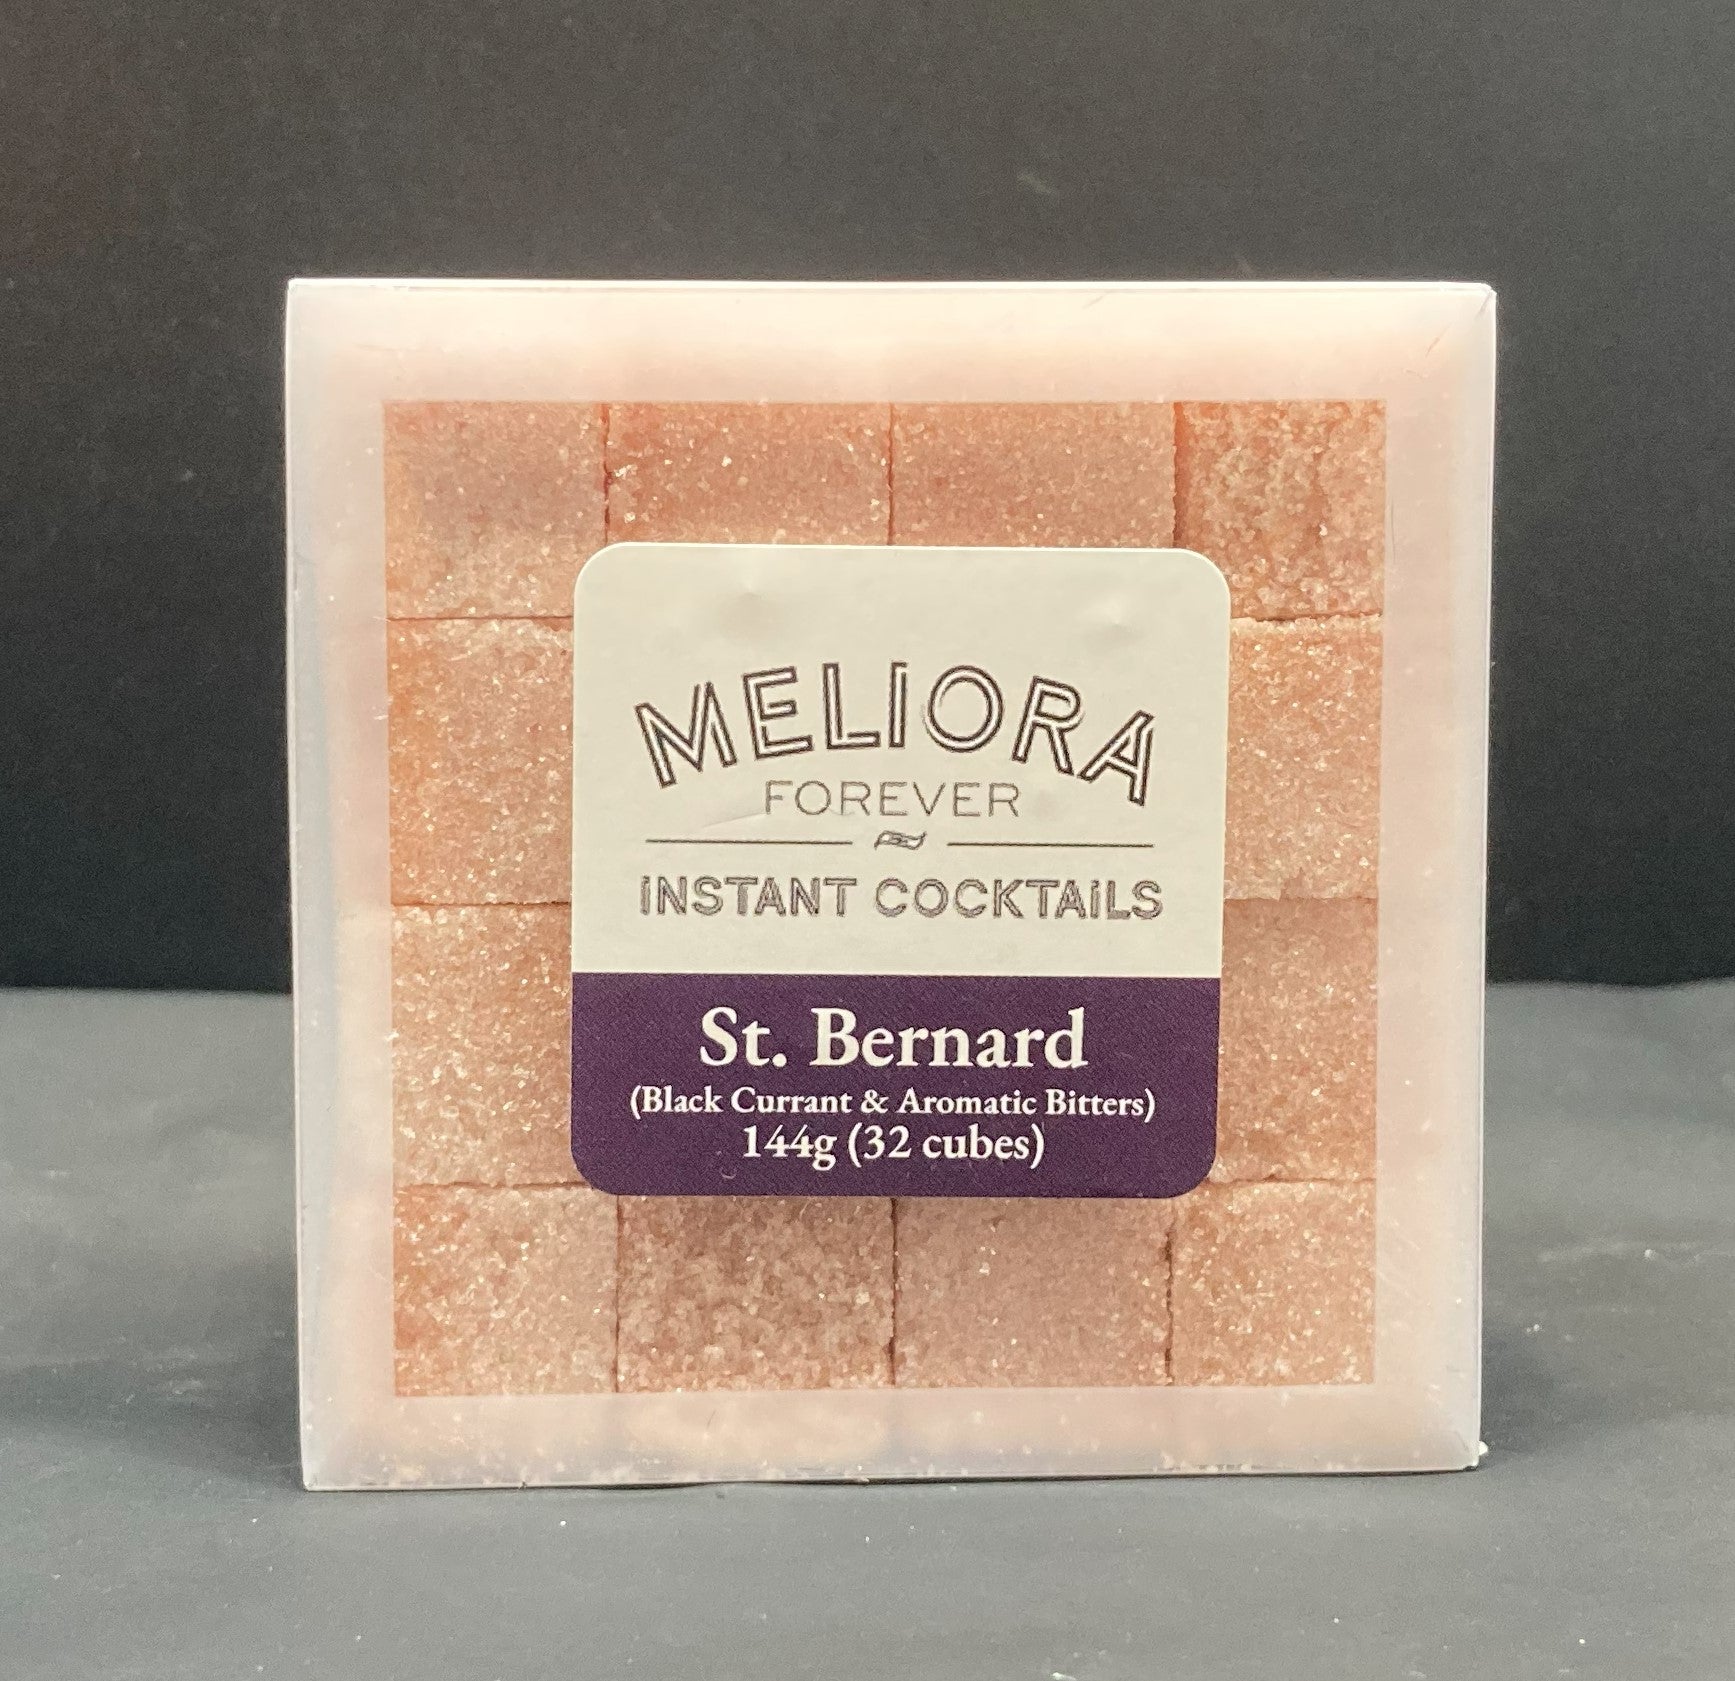 MELIORA
FOREVER
INSTANT COCKTAILS
St. Bernard
(Black Currant & Aromatic Bitters)
144g (32 cubes)